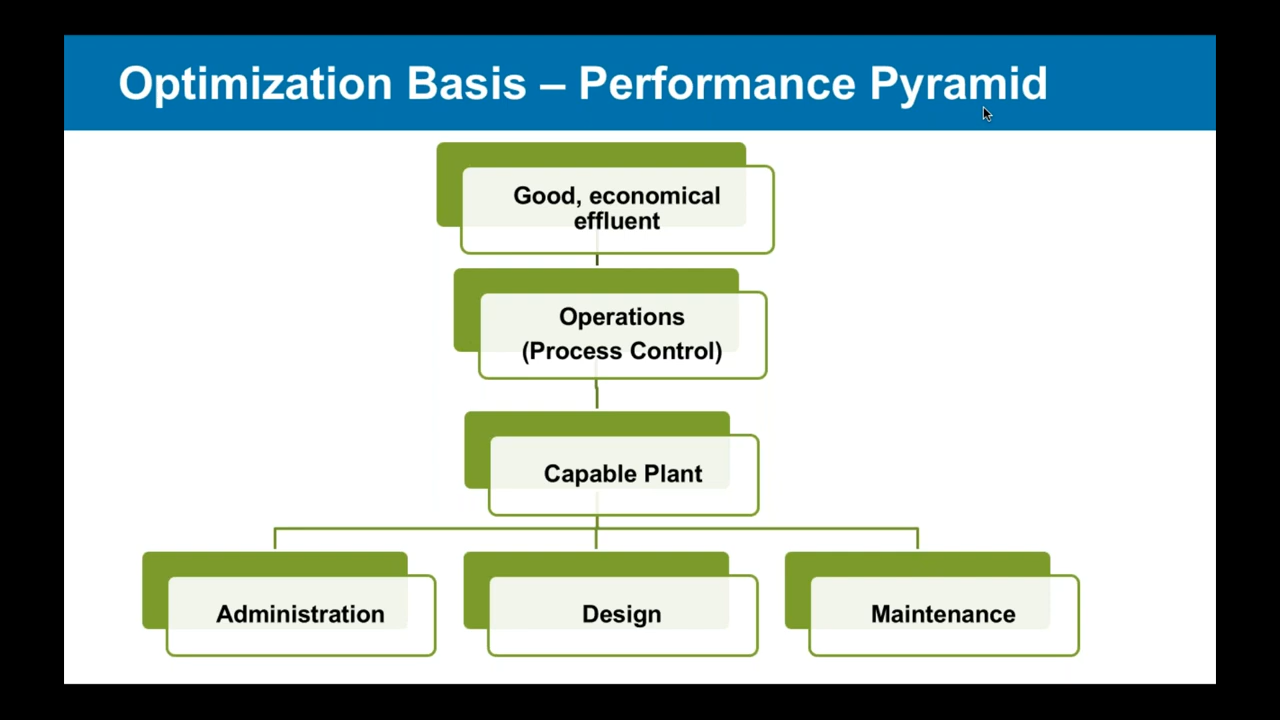 Optimization Basis – Performance Pyramid
Good, economical
effluent
Operations
(Process Control)
Capable Plant
Administration
Design
Maintenance